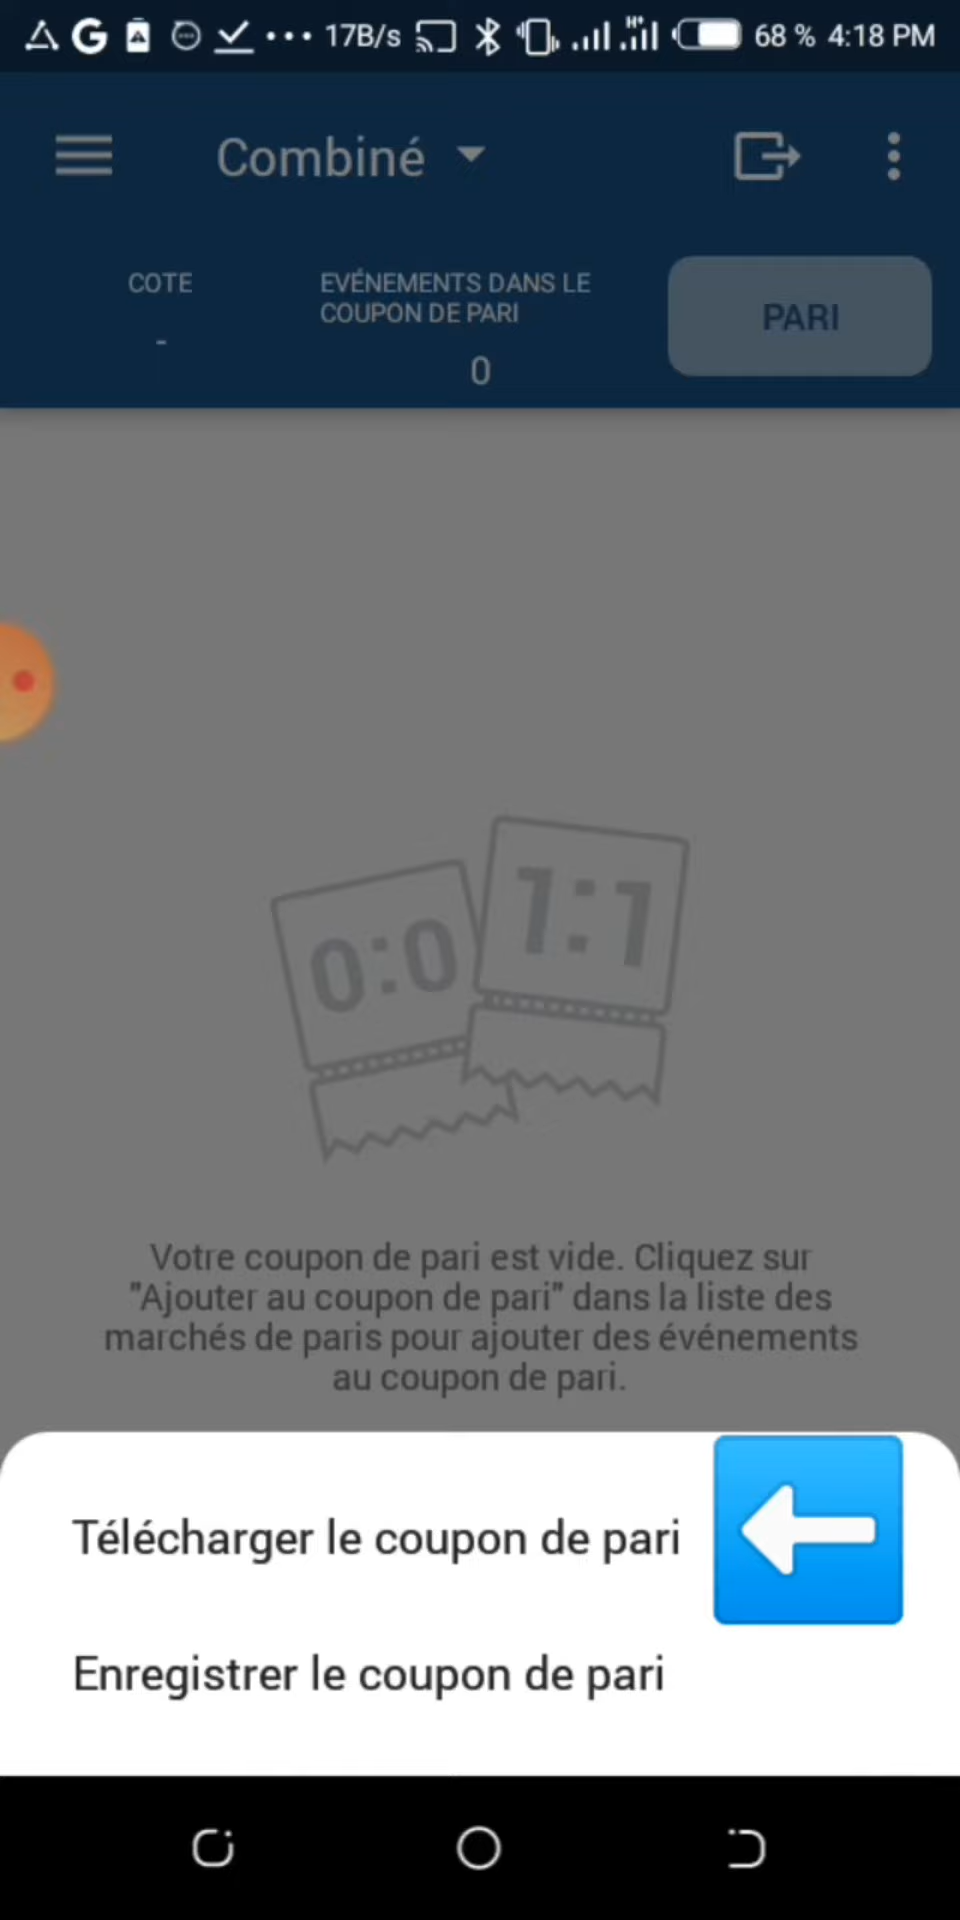 17B/s H+ 68 % 4:18 PM
Combiné
COTE
-
EVÉNEMENTS DANS LE
COUPON DE PARI
0
PARI
0:0
1:1
Votre coupon de pari est vide. Cliquez sur
"Ajouter au coupon de pari" dans la liste des
marchés de paris pour ajouter des événements
au coupon de pari.
Télécharger le coupon de pari
Enregistrer le coupon de pari